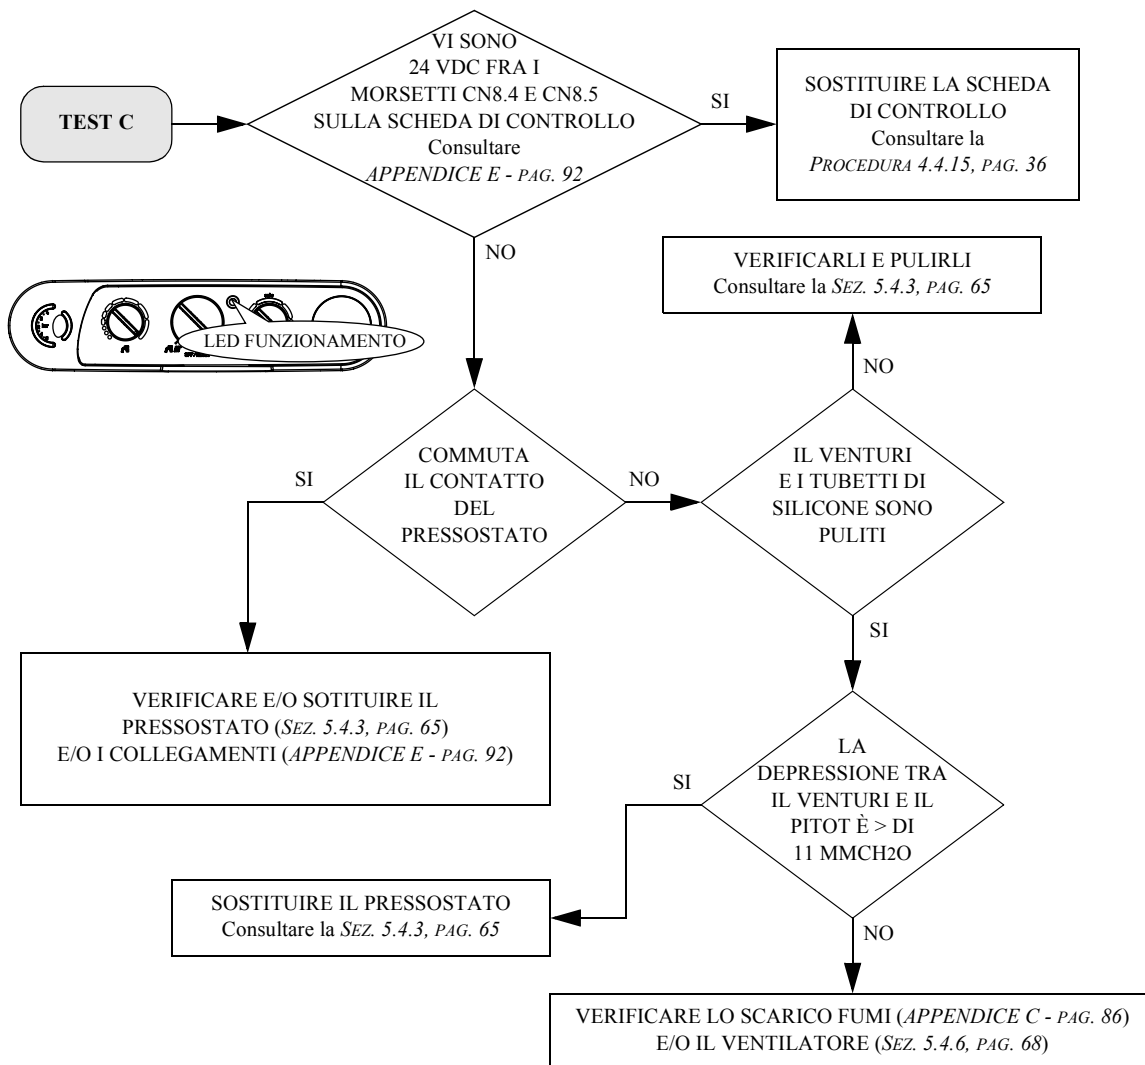 TEST C
VI SONO
24 VDC FRA I
MORSETTI CN8.4 E CN8.5
SULLA SCHEDA DI CONTROLLO
Consultare
APPENDICE E - PAG. 92
SI
SOSTITUIRE LA SCHEDA
DI CONTROLLO
Consultare la
PROCEDURA 4.4.15, PAG. 36
NO
VERIFICARLI E PULIRLI
Consultare la SEZ. 5.4.3, PAG. 65
LED FUNZIONAMENTO
NO
COMMUTA
IL CONTATTO
DEL
PRESSOSTATO
SI
NO
IL VENTURI
E I TUBETTI DI
SILICONE SONO
PULITI
SI
VERIFICARE E/O SOTITUIRE IL
PRESSOSTATO (SEZ. 5.4.3, PAG. 65)
E/O I COLLEGAMENTI (APPENDICE E - PAG. 92)
LA
DEPRESSIONE TRA
IL VENTURI E IL
PITOT È > DI
11 MMCH2O
SI
SOSTITUIRE IL PRESSOSTATO
Consultare la SEZ. 5.4.3, PAG. 65
NO
VERIFICARE LO SCARICO FUMI (APPENDICE C - PAG. 86)
E/O IL VENTILATORE (SEZ. 5.4.6, PAG. 68)